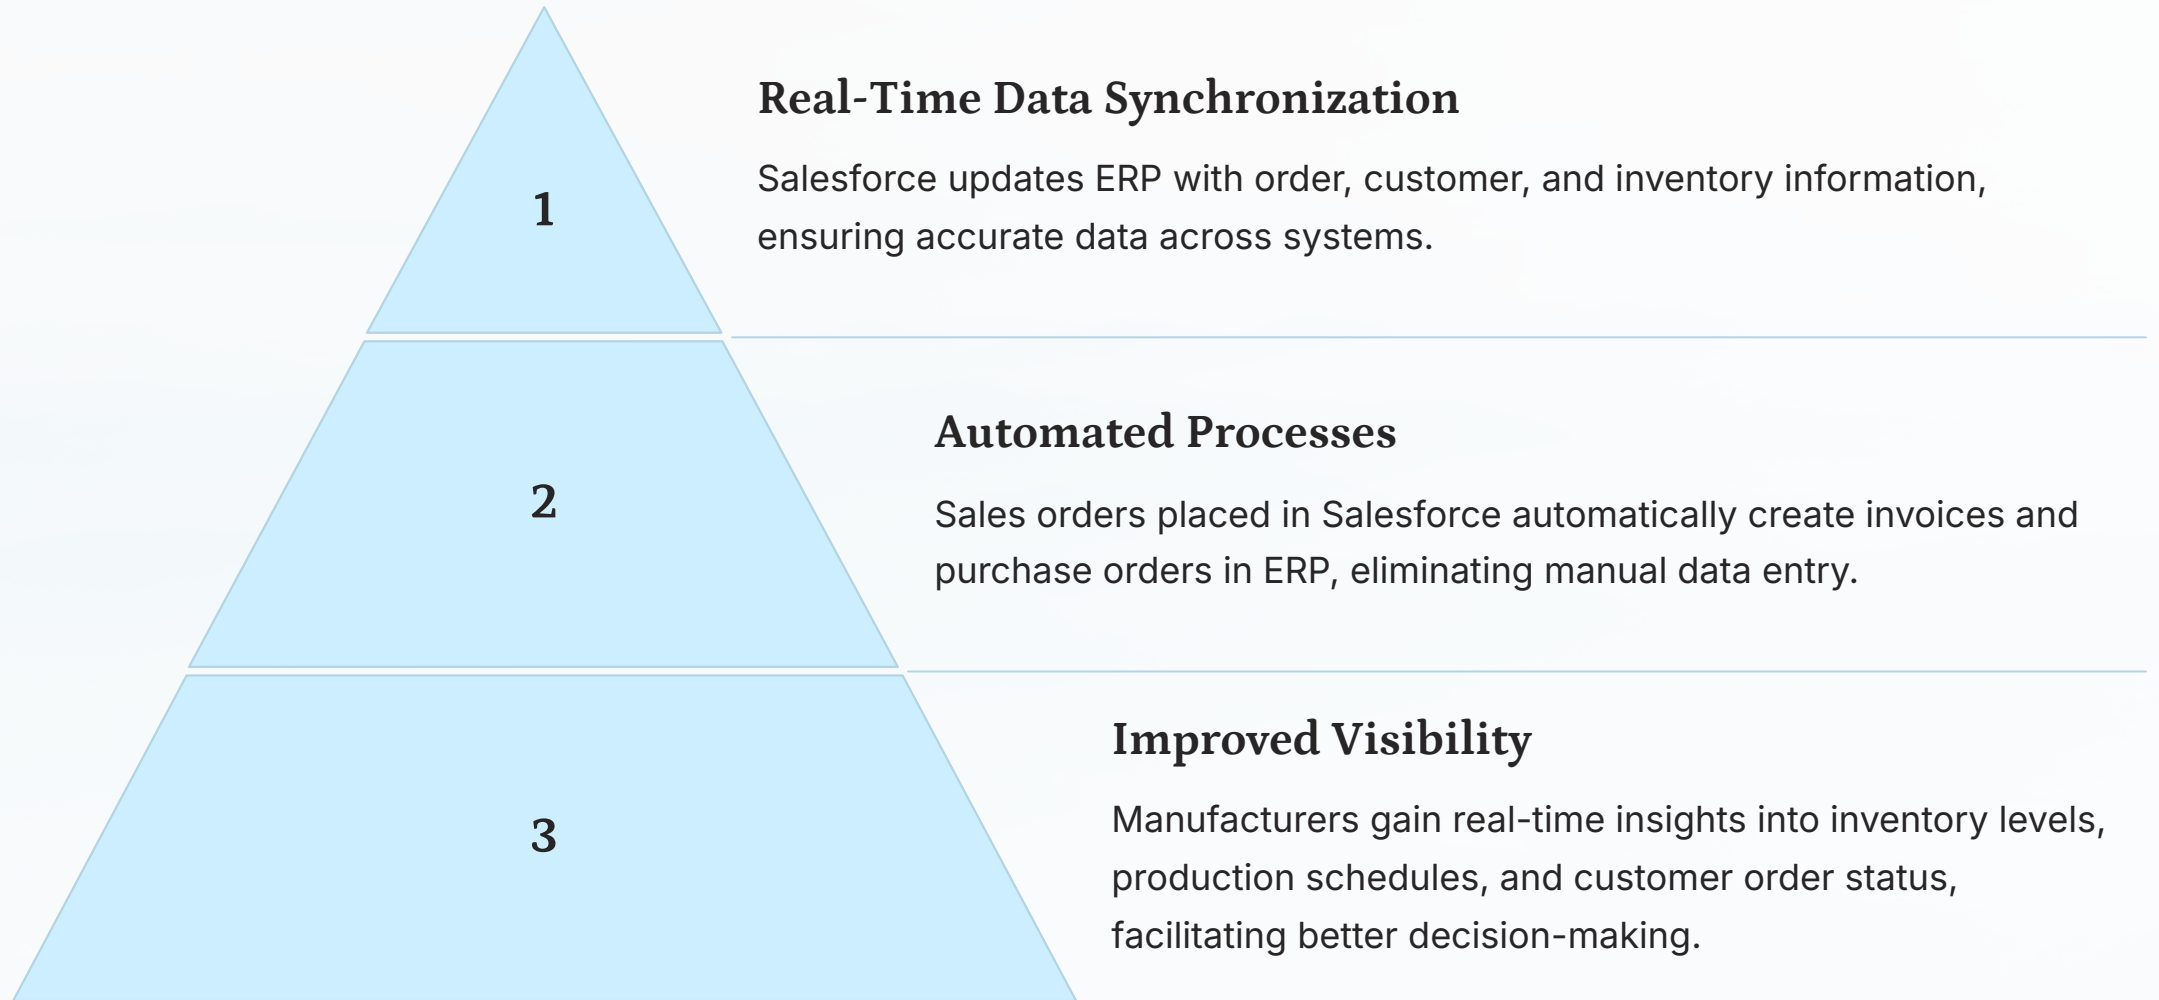 1
Real-Time Data Synchronization
Salesforce updates ERP with order, customer, and inventory information,
ensuring accurate data across systems.
2
Automated Processes
Sales orders placed in Salesforce automatically create invoices and
purchase orders in ERP, eliminating manual data entry.
3
Improved Visibility
Manufacturers gain real-time insights into inventory levels,
production schedules, and customer order status,
facilitating better decision-making.